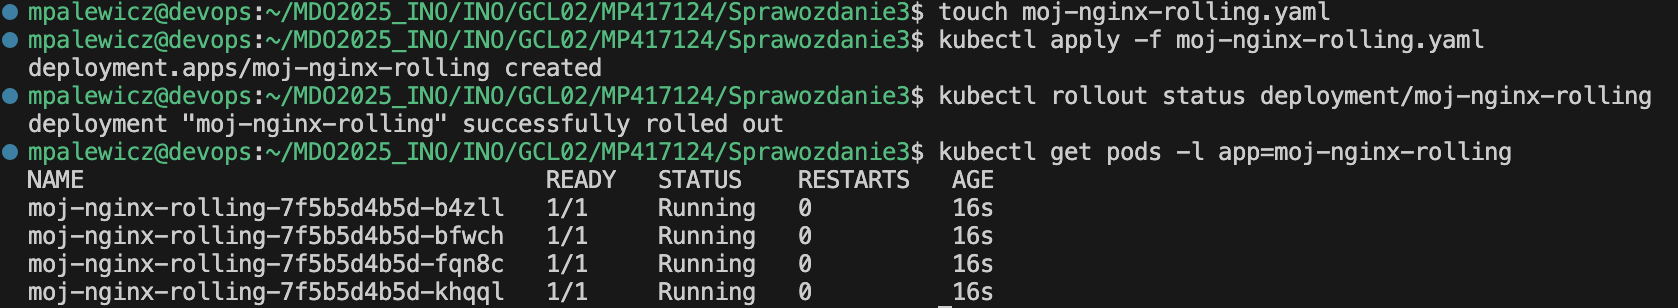 mpalewicz@devops:~/MDO2025_INO/INO/GCL02/MP417124/Sprawozdanie3$ touch moj-nginx-rolling.yaml
mpalewicz@devops:~/MDO2025_INO/INO/GCL02/MP417124/Sprawozdanie3$ kubectl apply -f moj-nginx-rolling.yaml
deployment.apps/moj-nginx-rolling created
mpalewicz@devops:~/MDO2025_INO/INO/GCL02/MP417124/Sprawozdanie3$ kubectl rollout status deployment/moj-nginx-rolling
deployment "moj-nginx-rolling" successfully rolled out
mpalewicz@devops:~/MDO2025_INO/INO/GCL02/MP417124/Sprawozdanie3$ kubectl get pods -l app=moj-nginx-rolling
NAME READY STATUS RESTARTS AGE
moj-nginx-rolling-7f5b5d4b5d-b4zll 1/1 Running 0 16s
moj-nginx-rolling-7f5b5d4b5d-bfwch 1/1 Running 0 16s
moj-nginx-rolling-7f5b5d4b5d-fqn8c 1/1 Running 0 16s
moj-nginx-rolling-7f5b5d4b5d-khqql 1/1 Running 0 16s